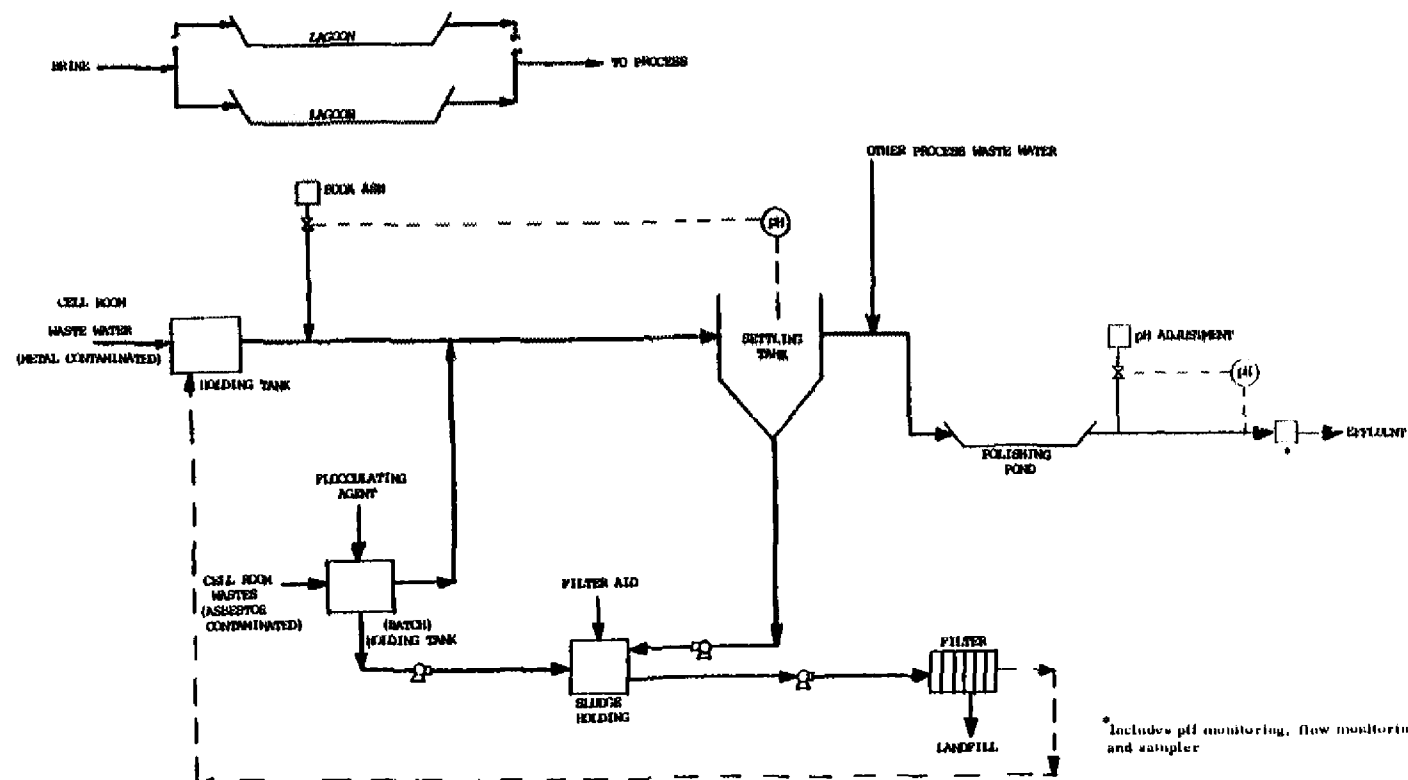 LAGOON
BRINE
TO PROCESS
LAGOON
OTHER PROCESS WASTE WATER
SODA ASH
pH
CELL ROOM
WASTE WATER
(METAL CONTAMINATED)
HOLDING TANK
SETTLING
TANK
pH ADJUSTMENT
pH
EFFLUENT
*
POLISHING
POND
FLOCCULATING
AGENT
CELL ROOM
WASTES
(ASBESTOS
CONTAMINATED)
(BATCH)
HOLDING TANK
FILTER AID
SLUDGE
HOLDING
FILTER
LANDFILL
*Includes pH monitoring, flow monitorin
and sampler